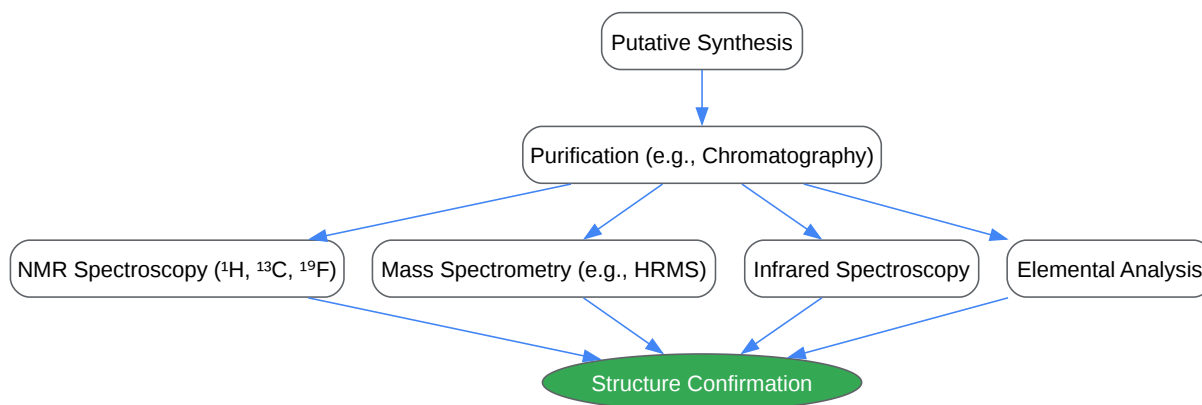 Putative Synthesis
Purification (e.g., Chromatography)
NMR Spectroscopy (¹H, ¹³C, ¹⁹F)
Mass Spectrometry (e.g., HRMS)
Infrared Spectroscopy
Elemental Analysis
Structure Confirmation